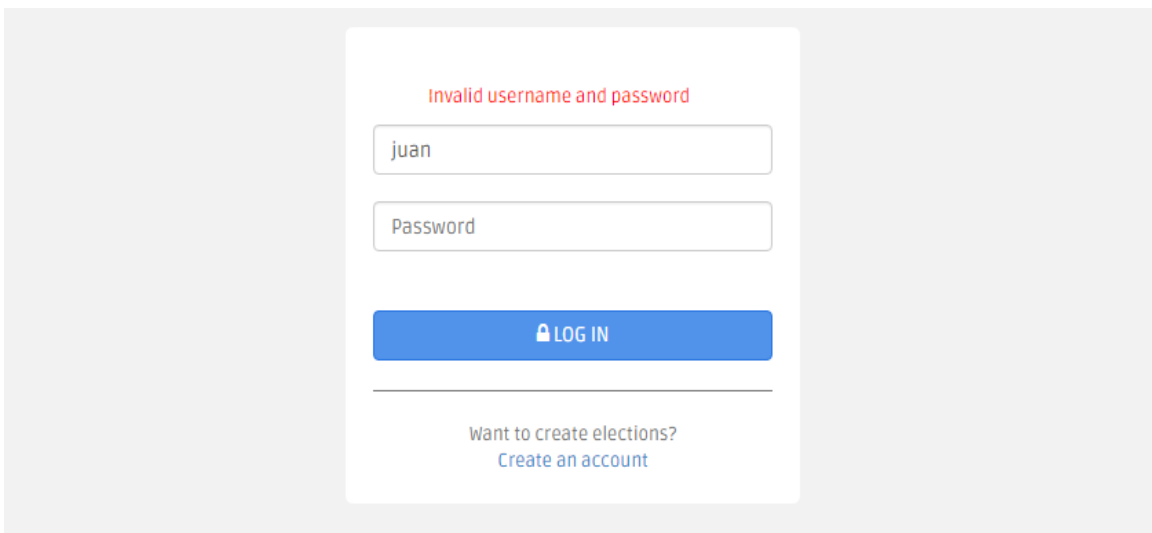 Invalid username and password
juan
Password
LOG IN
Want to create elections?
Create an account